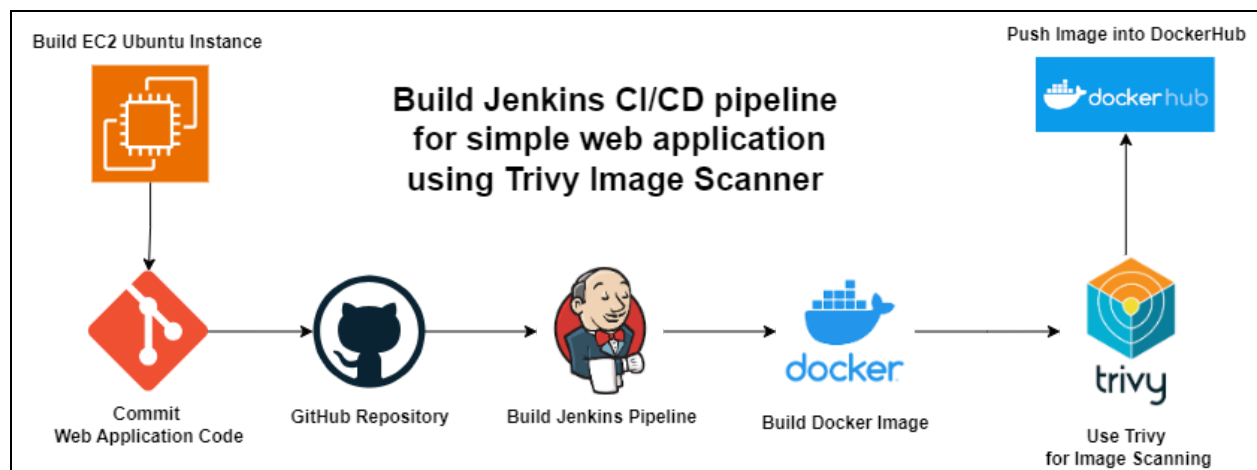 Build EC2 Ubuntu Instance
Push Image into DockerHub
Build Jenkins CI/CD pipeline
for simple web application
using Trivy Image Scanner
dockerhub
docker
trivy
Commit
Web Application Code
GitHub Repository
Build Jenkins Pipeline
Build Docker Image
Use Trivy
for Image Scanning